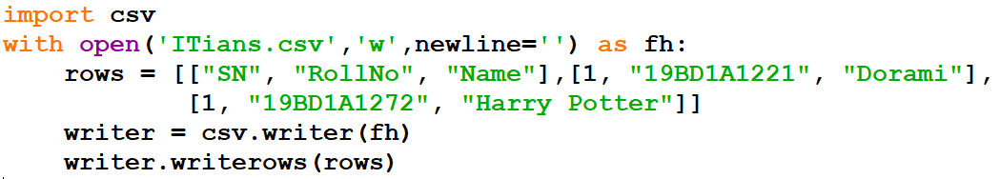 import csv
with open('ITians.csv','w',newline='') as fh:
    rows = [["SN", "RollNo", "Name"],[1, "19BD1A1221", "Dorami"],
            [1, "19BD1A1272", "Harry Potter"]]
    writer = csv.writer(fh)
    writer.writerows(rows)